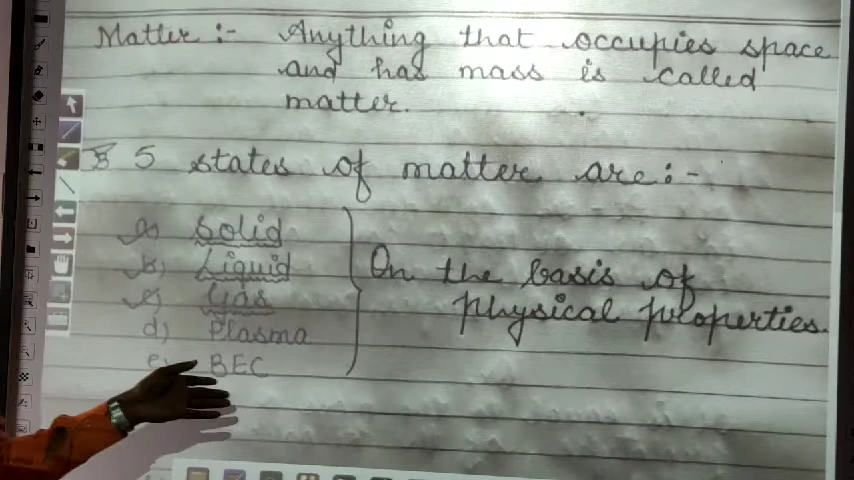 Matter :- Anything that occupies space
and has mass is called
matter.
5 states of matter are :-
a) Solid
b) Liquid
c) Gas
d) Plasma
e) BEC
On the basis of
physical properties.